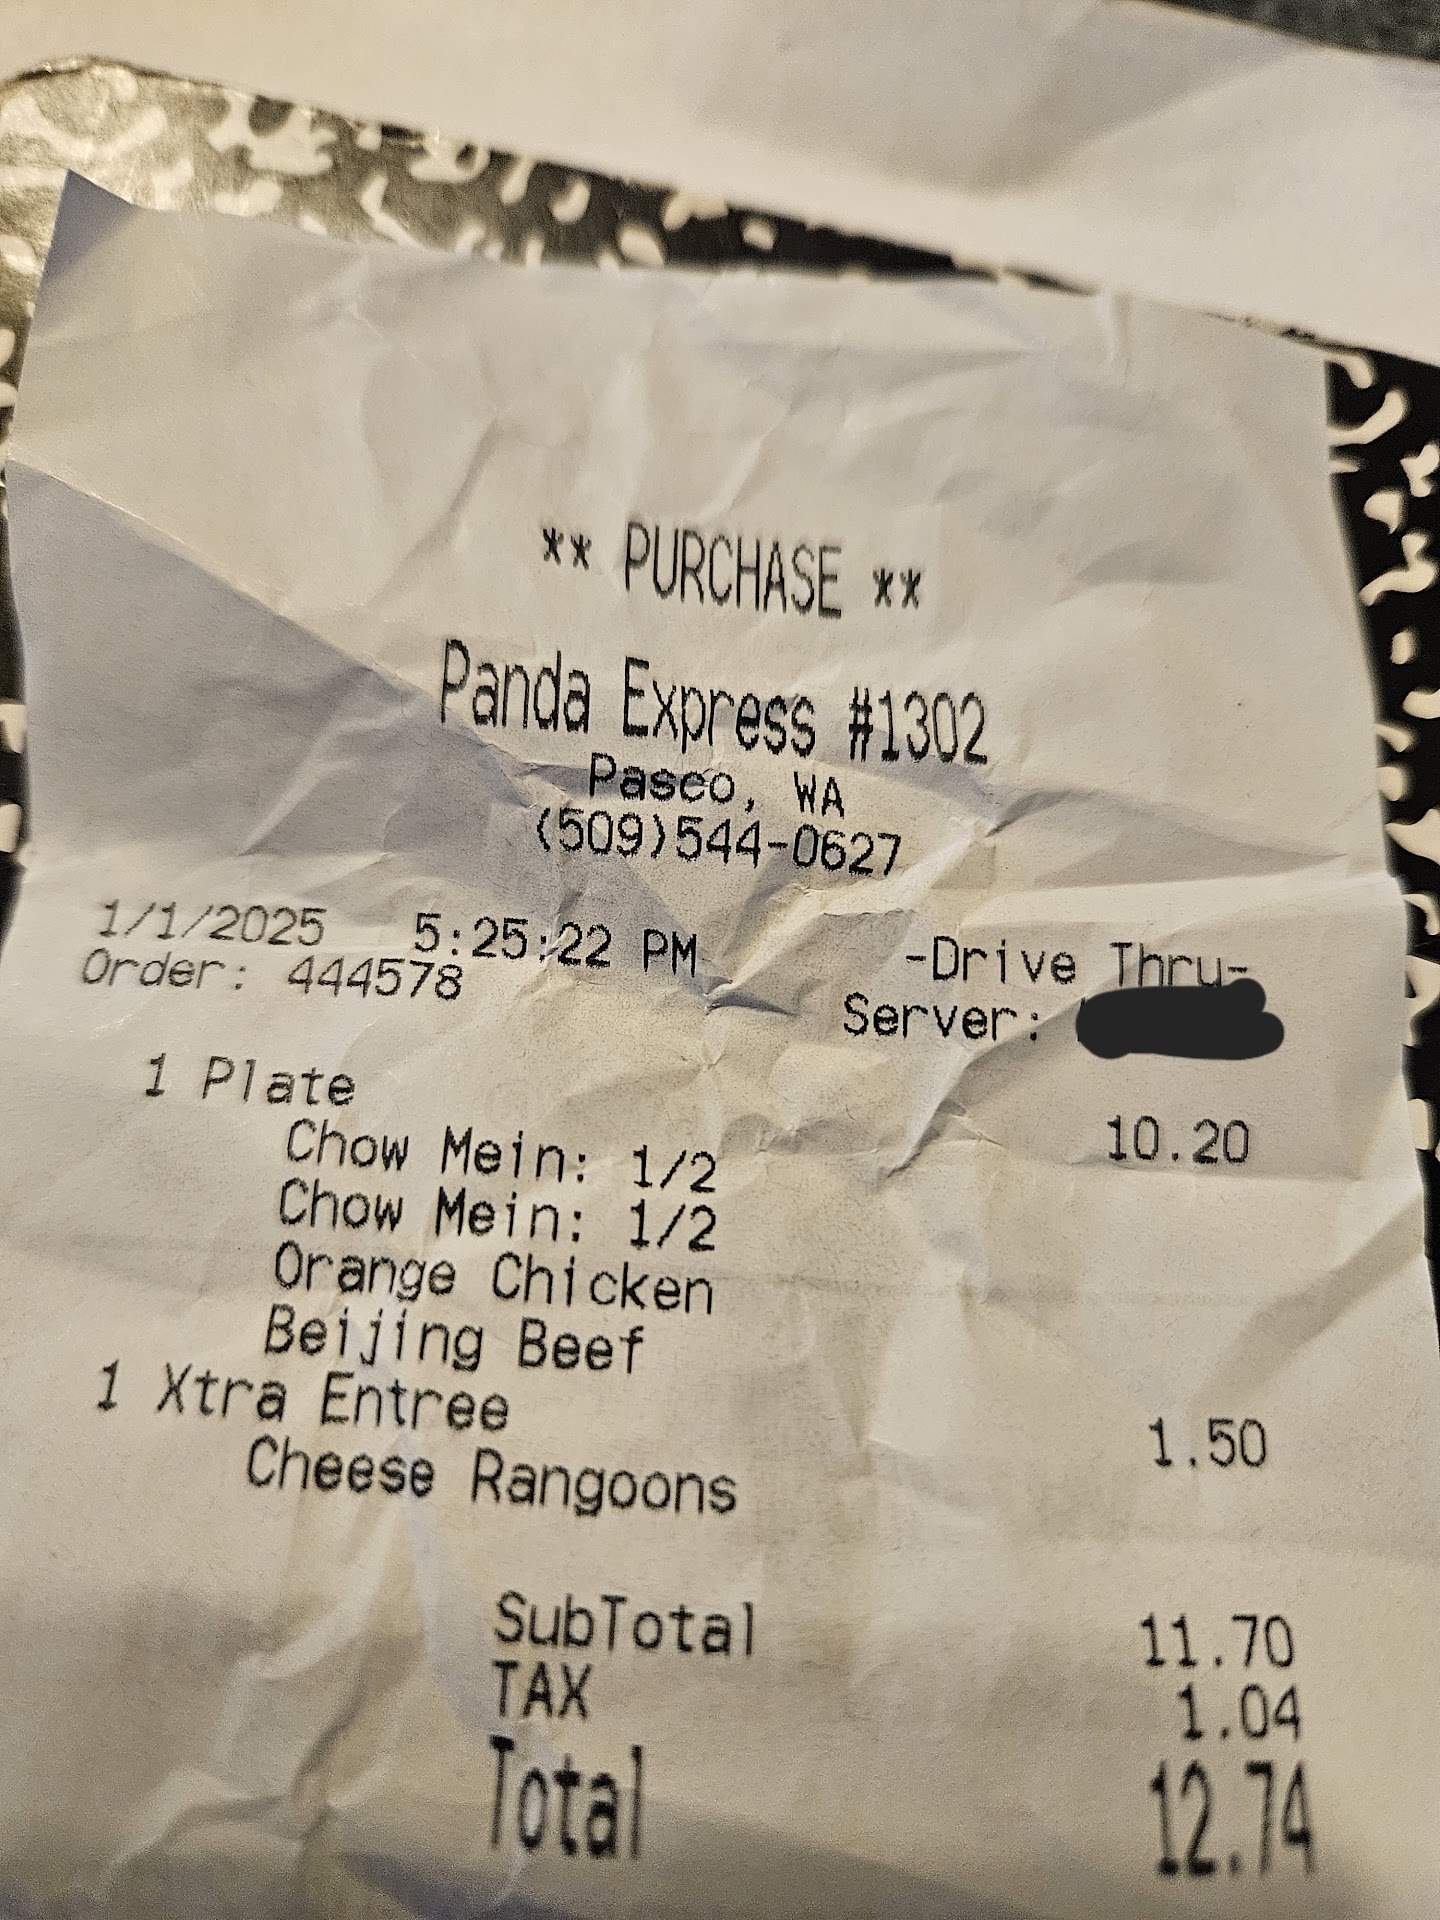 ** PURCHASE **
Panda Express #1302
Pasco, WA
(509)544-0627
1/1/2025 5:25:22 PM -Drive Thru-
Order: 444578 Server:
1 Plate 10.20
Chow Mein: 1/2
Chow Mein: 1/2
Orange Chicken
Beijing Beef
1 Xtra Entree 1.50
Cheese Rangoons
SubTotal 11.70
TAX 1.04
Total 12.74